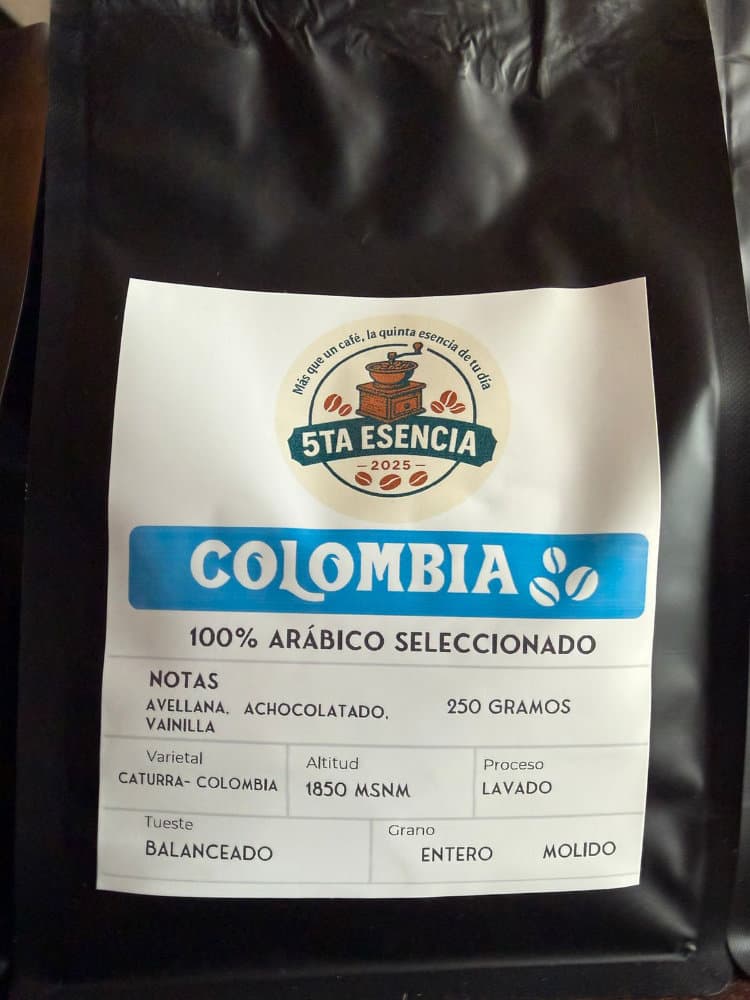 Más que un café, la quinta esencia de tu día
5TA ESENCIA
2025
COLOMBIA
100% ARÁBICO SELECCIONADO
NOTAS
AVELLANA. ACHOCOLATADO. 250 GRAMOS
VAINILLA
Varietal Altitud Proceso
CATURRA- COLOMBIA 1850 MSNM LAVADO
Tueste Grano
BALANCEADO ENTERO MOLIDO